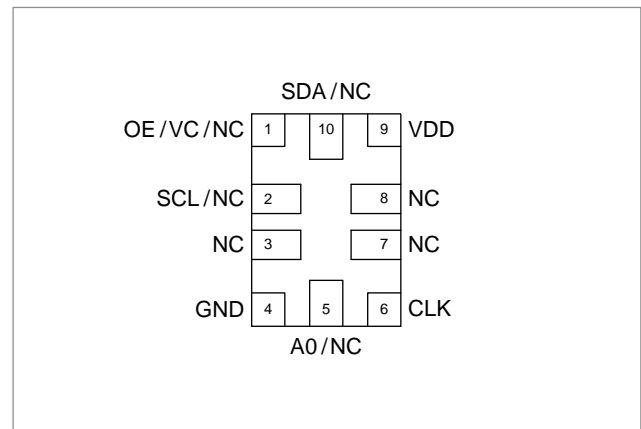 SDA/NC
OE/VC/NC 1 10 9 VDD
SCL/NC 2 8 NC
NC 3 7 NC
GND 4 5 6 CLK
A0/NC